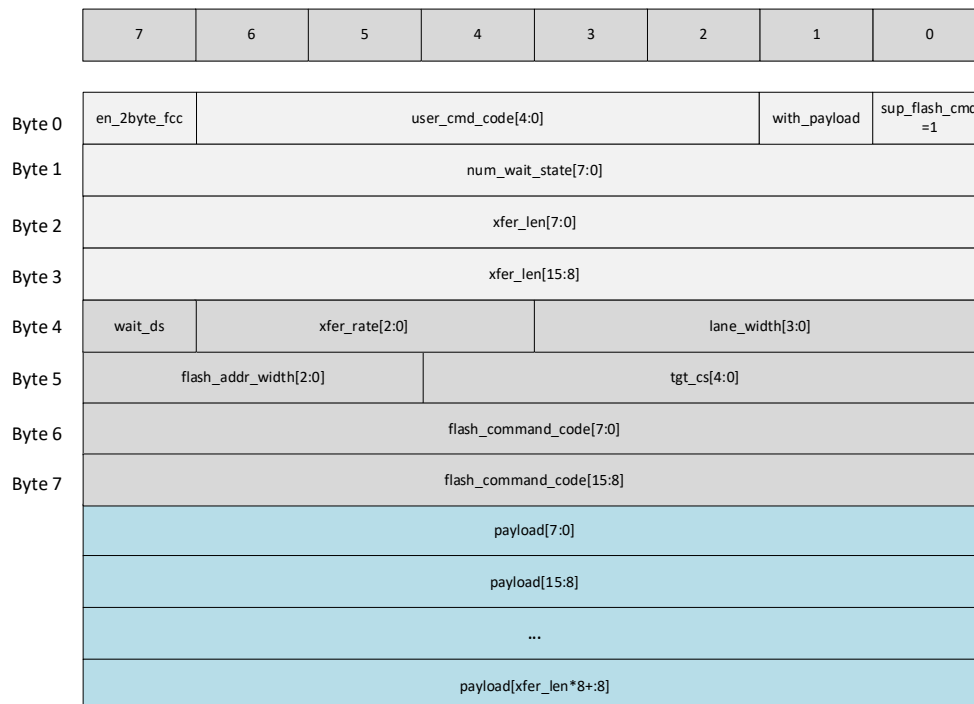 7 6 5 4 3 2 1 0
Byte 0 en_2byte_fcc user_cmd_code[4:0] with_payload sup_flash_cmd
=1
Byte 1 num_wait_state[7:0]
Byte 2 xfer_len[7:0]
Byte 3 xfer_len[15:8]
Byte 4 wait_ds xfer_rate[2:0] lane_width[3:0]
Byte 5 flash_addr_width[2:0] tgt_cs[4:0]
Byte 6 flash_command_code[7:0]
Byte 7 flash_command_code[15:8]
payload[7:0]
payload[15:8]
...
payload[xfer_len*8+:8]